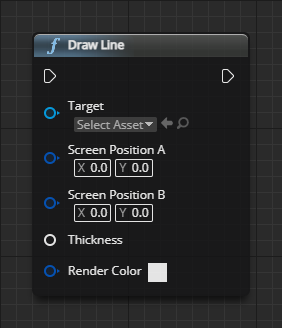 Draw Line
Target
Select Asset
Screen Position A
X 0.0 Y 0.0
Screen Position B
X 0.0 Y 0.0
Thickness
Render Color